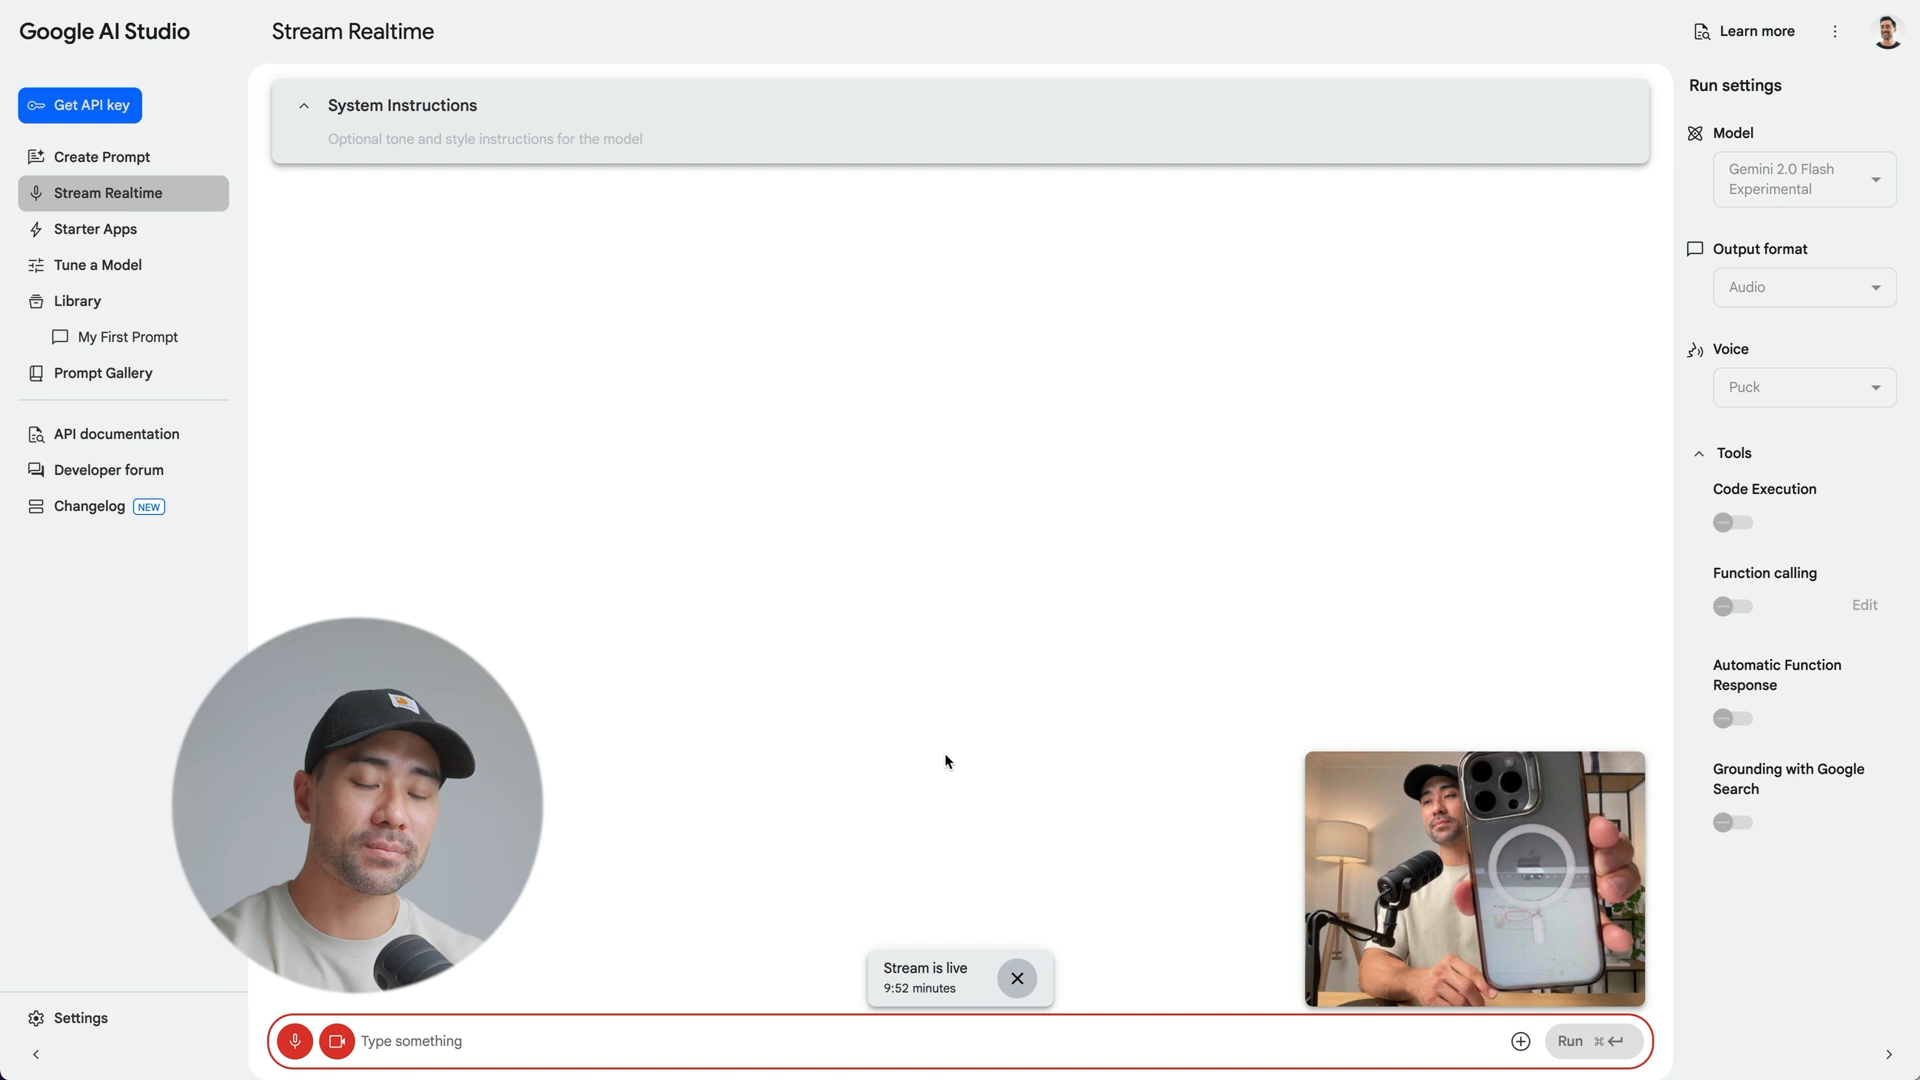 Google AI Studio
Stream Realtime
Learn more
Get API key
Create Prompt
Stream Realtime
Starter Apps
Tune a Model
Library
My First Prompt
Prompt Gallery
API documentation
Developer forum
Changelog NEW
Settings
System Instructions
Optional tone and style instructions for the model
Stream is live
9:52 minutes
Type something
Run ⌘
Run settings
Model
Gemini 2.0 Flash
Experimental
Output format
Audio
Voice
Puck
Tools
Code Execution
Function calling
Edit
Automatic Function
Response
Grounding with Google
Search